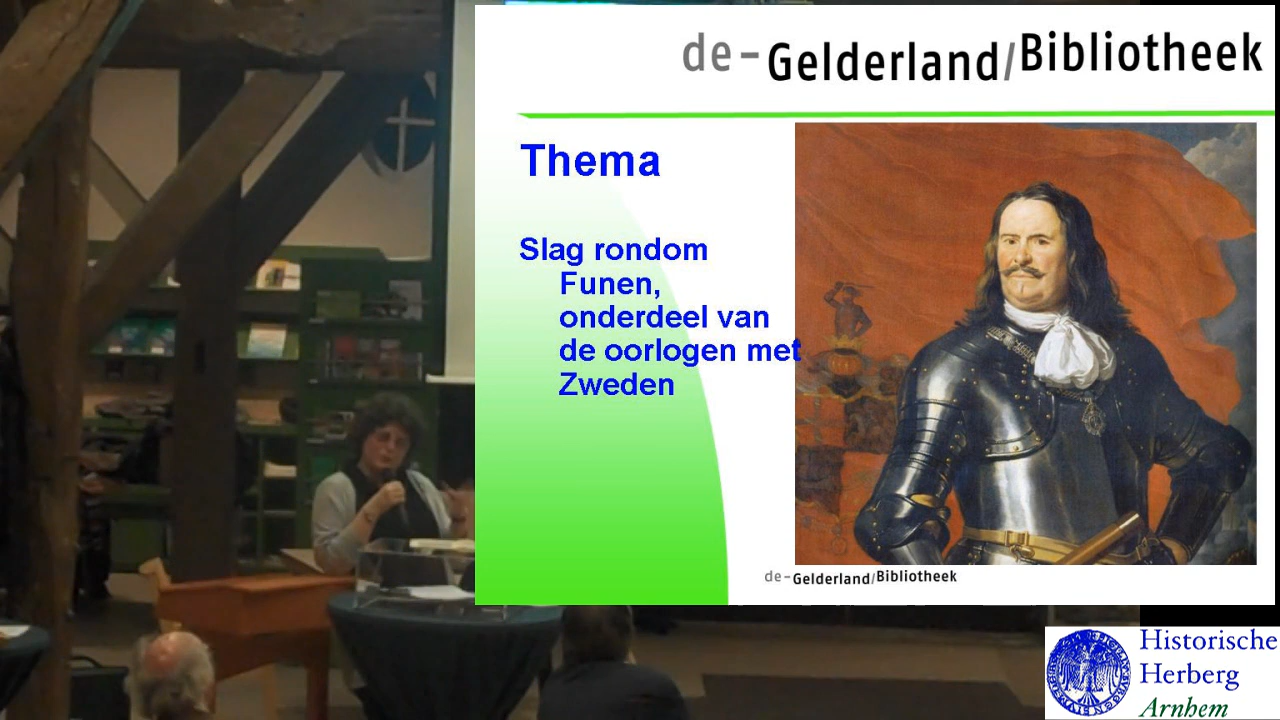 de-Gelderland/Bibliotheek
Thema
Slag rondom
Funen,
onderdeel van
de oorlogen met
Zweden
de-Gelderland/Bibliotheek
Historische
Herberg
Arnhem